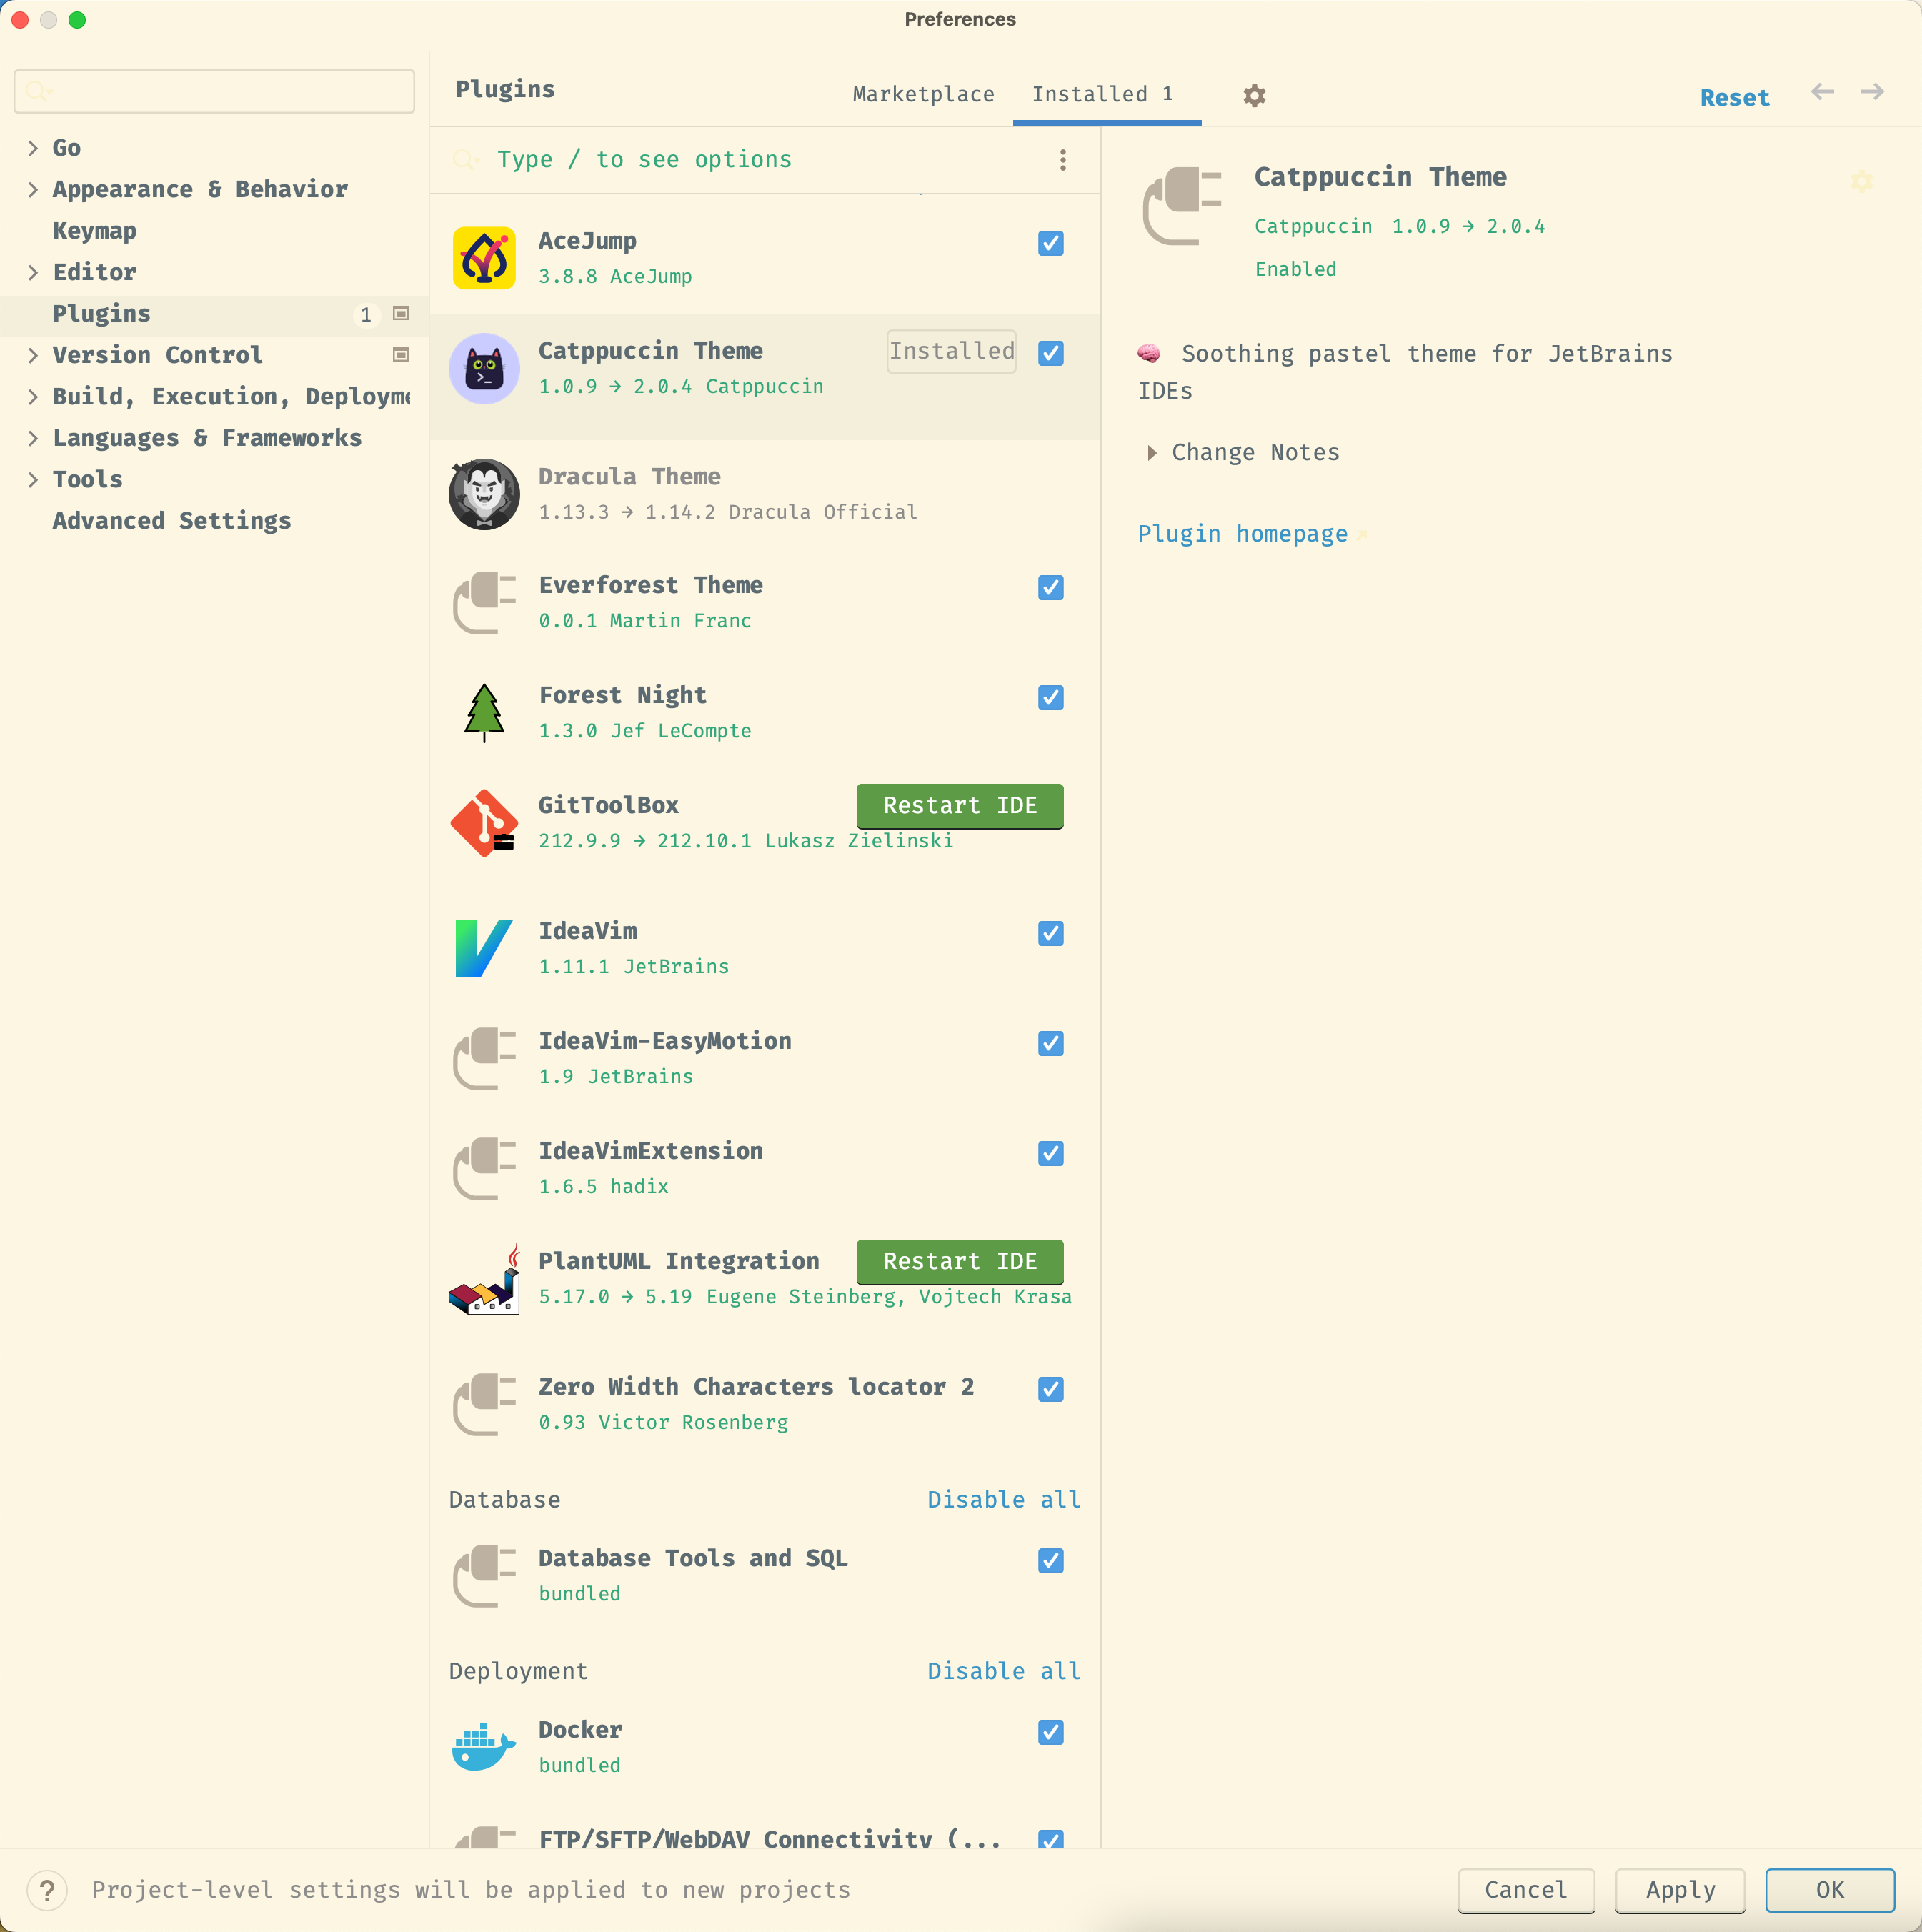 Preferences
Go
Appearance & Behavior
Keymap
Editor
Plugins 1
Version Control
Build, Execution, Deployme
Languages & Frameworks
Tools
Advanced Settings
Plugins
Marketplace
Installed 1
Reset
Type / to see options
AceJump
3.8.8 AceJump
Catppuccin Theme
Installed
1.0.9 → 2.0.4 Catppuccin
Dracula Theme
1.13.3 → 1.14.2 Dracula Official
Everforest Theme
0.0.1 Martin Franc
Forest Night
1.3.0 Jef LeCompte
GitToolBox
Restart IDE
212.9.9 → 212.10.1 Lukasz Zielinski
IdeaVim
1.11.1 JetBrains
IdeaVim-EasyMotion
1.9 JetBrains
IdeaVimExtension
1.6.5 hadix
PlantUML Integration
Restart IDE
5.17.0 → 5.19 Eugene Steinberg, Vojtech Krasa
Zero Width Characters locator 2
0.93 Victor Rosenberg
Database
Disable all
Database Tools and SQL
bundled
Deployment
Disable all
Docker
bundled
FTP/SFTP/WebDAV Connectivity (...
Catppuccin Theme
Catppuccin 1.0.9 → 2.0.4
Enabled
🧠 Soothing pastel theme for JetBrains
IDEs
Change Notes
Plugin homepage
? Project-level settings will be applied to new projects
Cancel
Apply
OK